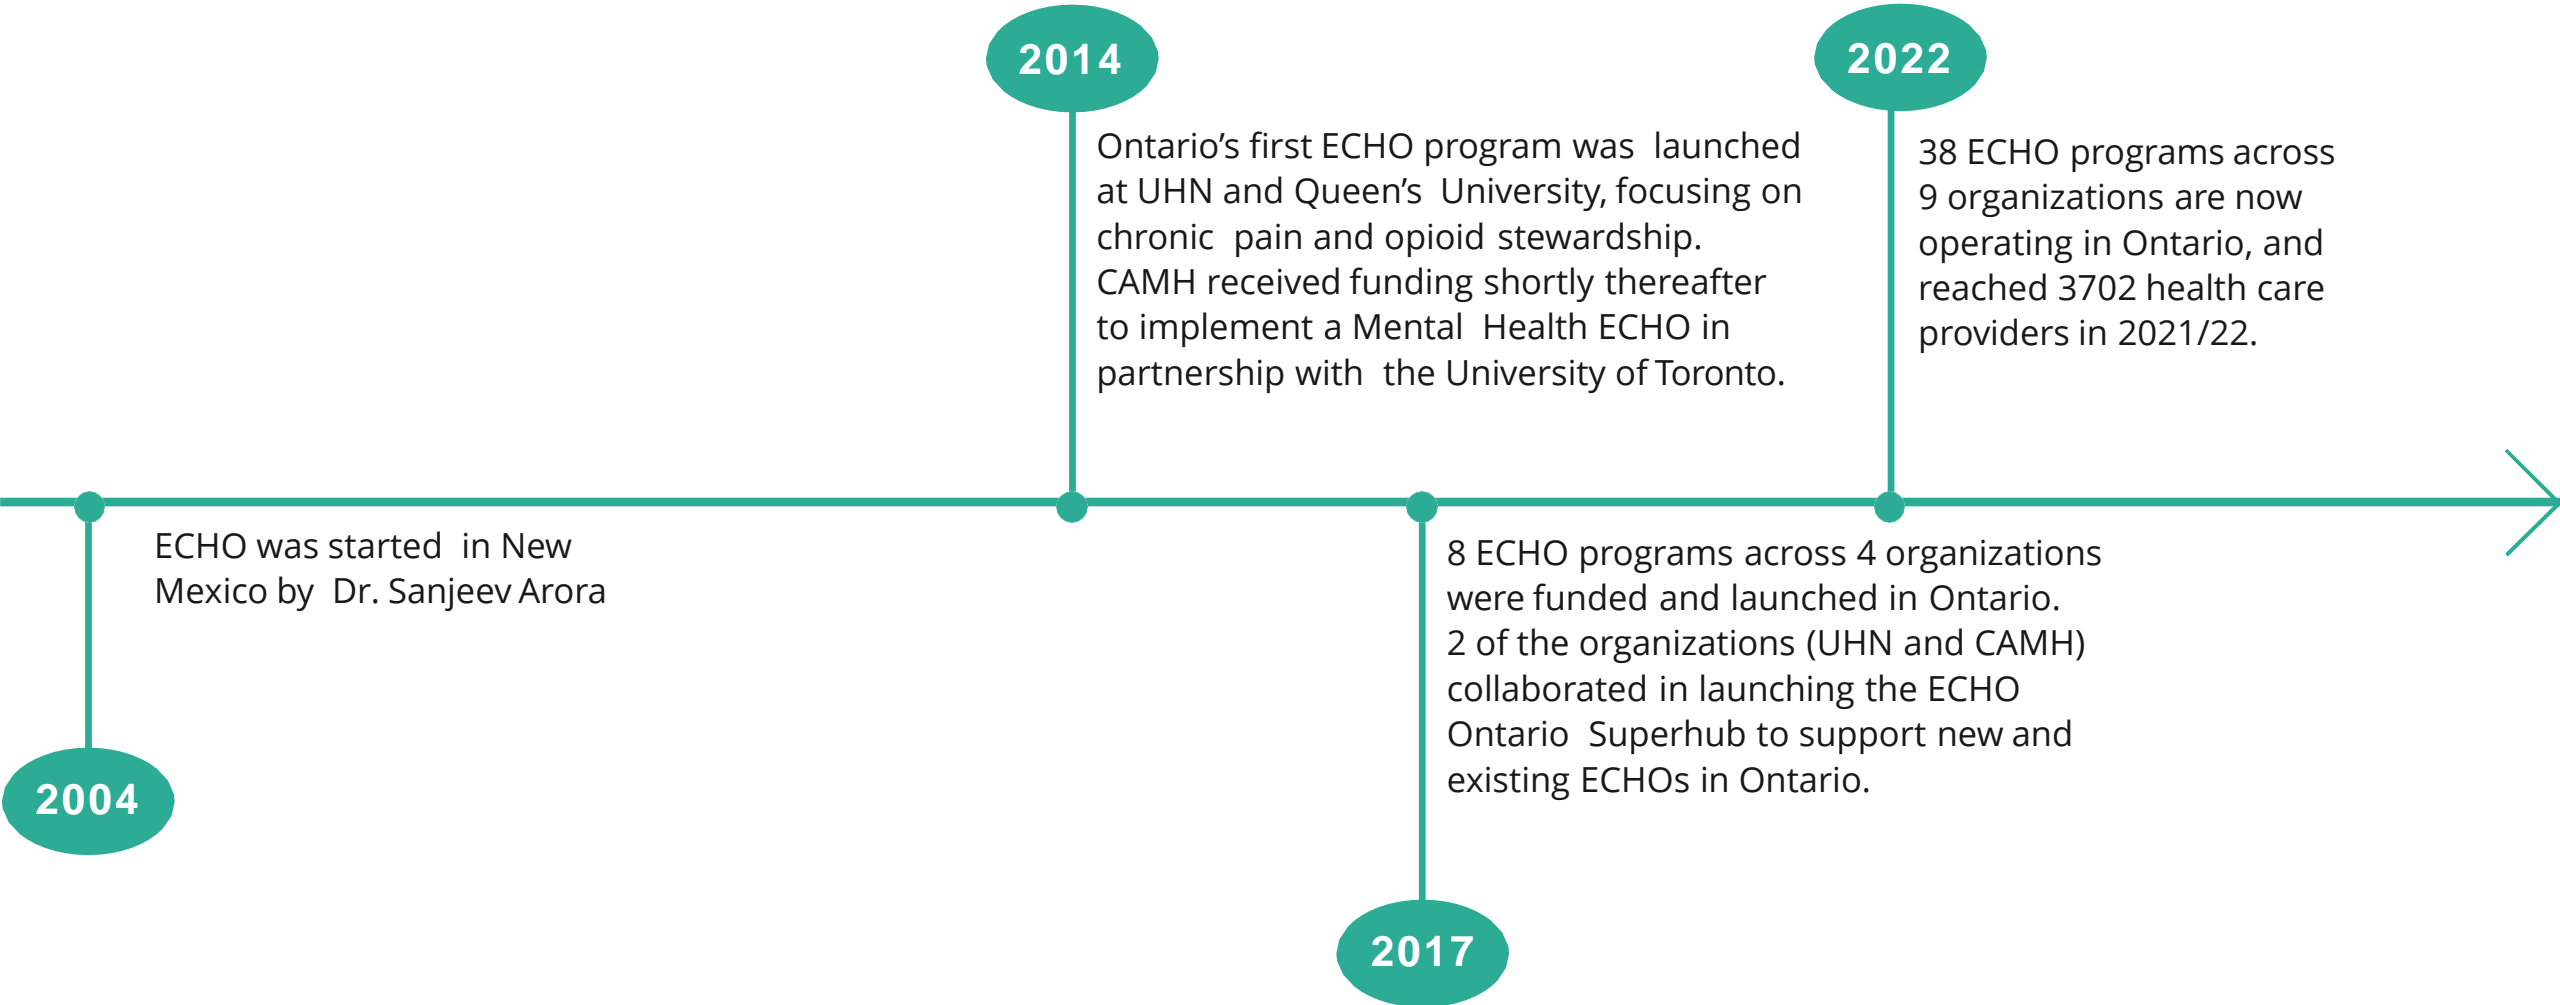 2014
Ontario’s first ECHO program was launched
at UHN and Queen’s University, focusing on
chronic pain and opioid stewardship.
CAMH received funding shortly thereafter
to implement a Mental Health ECHO in
partnership with the University of Toronto.
2022
38 ECHO programs across
9 organizations are now
operating in Ontario, and
reached 3702 health care
providers in 2021/22.
ECHO was started in New
Mexico by Dr. Sanjeev Arora
2004
8 ECHO programs across 4 organizations
were funded and launched in Ontario.
2 of the organizations (UHN and CAMH)
collaborated in launching the ECHO
Ontario Superhub to support new and
existing ECHOs in Ontario.
2017